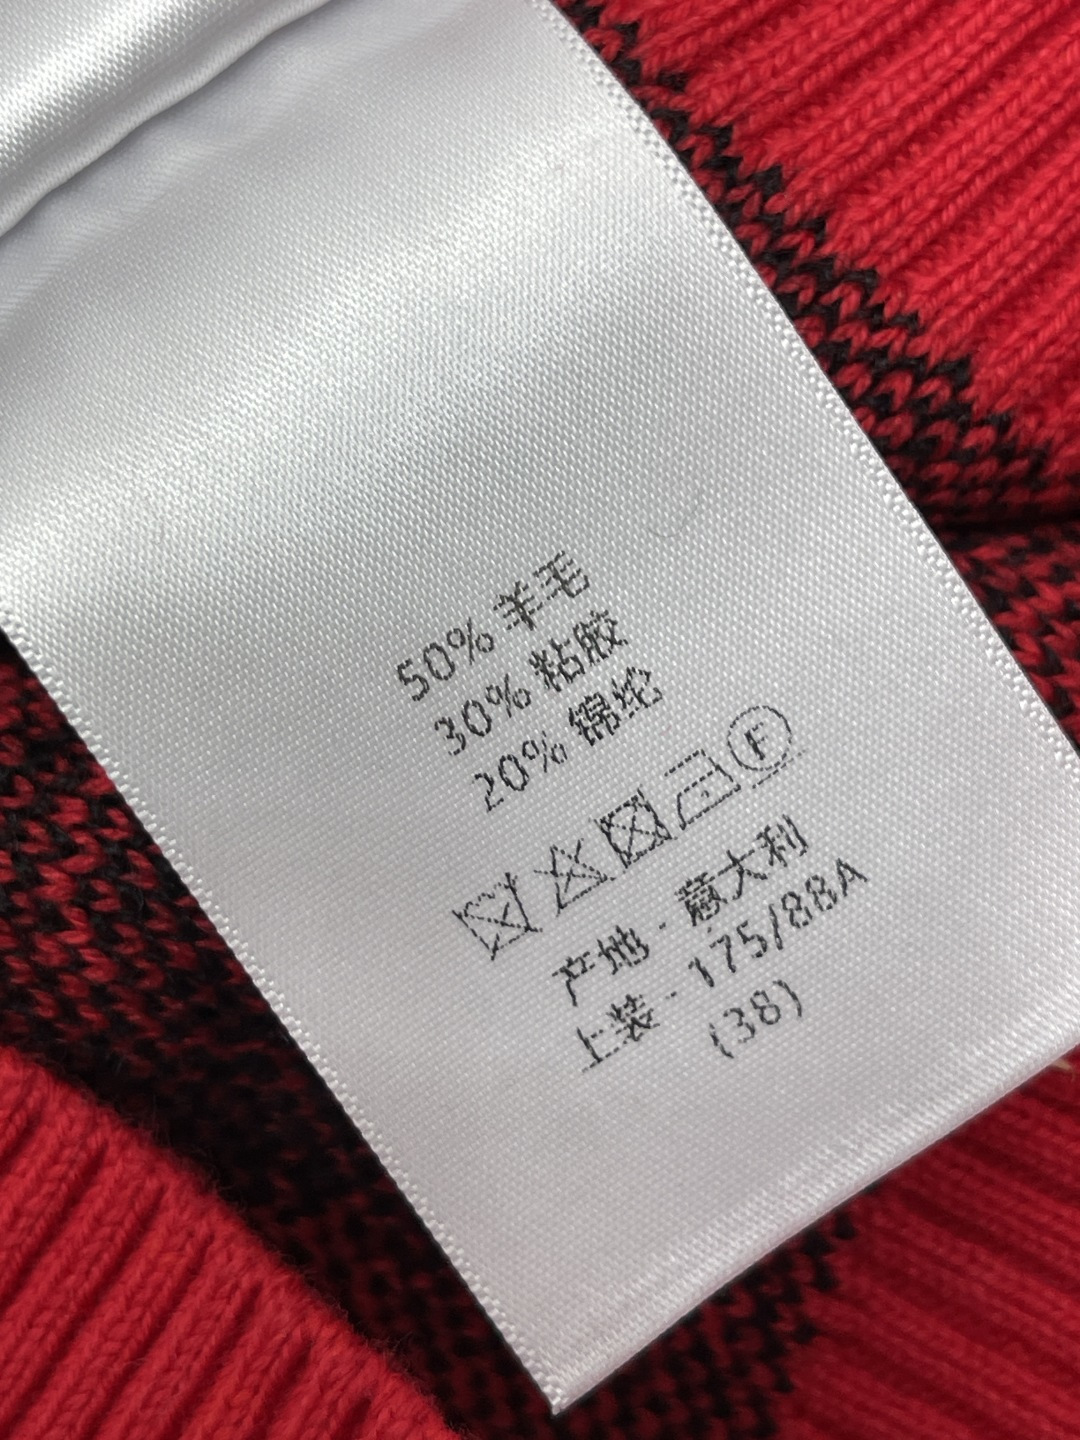 50% 羊毛
30% 粘胶
20% 锦纶
F
产地 - 意大利
上装 - 175/88A
(38)